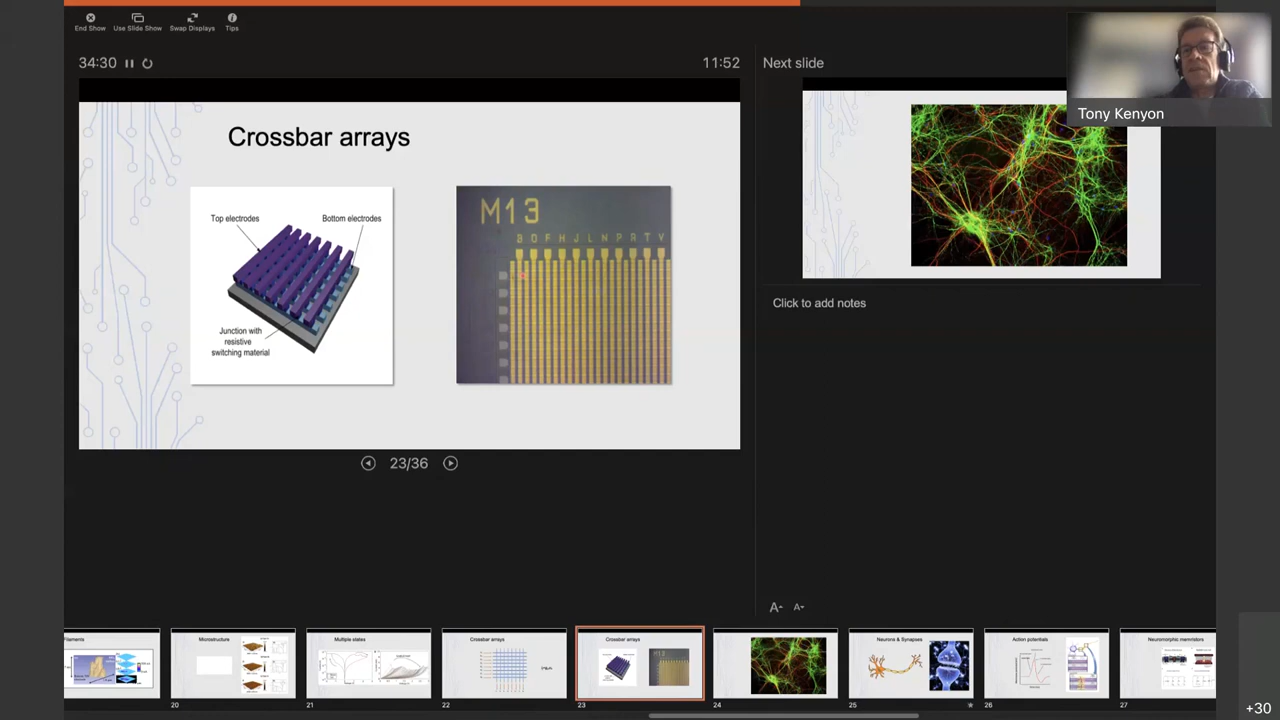 End Show Use Slide Show Swap Displays Tips
34:30 11:52 Next slide
Tony Kenyon
Crossbar arrays
Top electrodes Bottom electrodes
Junction with
resistive
switching material
M13
B D F H J L N P R T V
Click to add notes
23/36
Filaments Microstructure Multiple states Crossbar arrays Crossbar arrays Neurons & Synapses Action potentials Neuromorphic memristors
20 21 22 23 24 25 26 27
+30